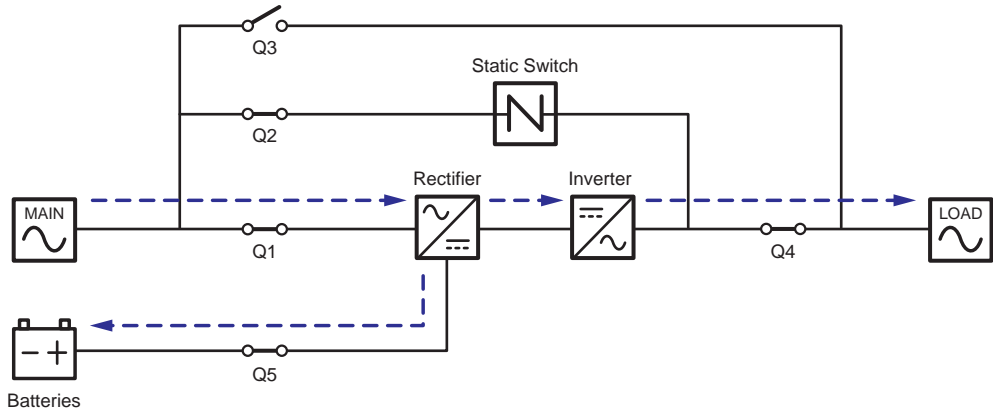 Q3
Static Switch
Q2
Rectifier
Inverter
MAIN
LOAD
Q1
Q4
Q5
Batteries